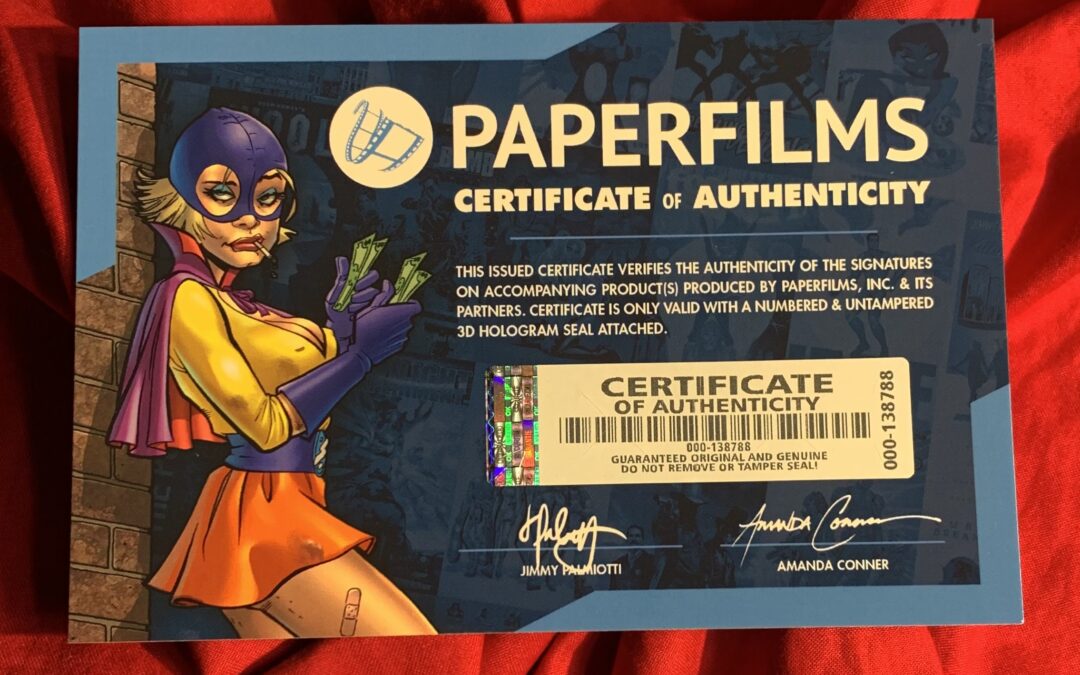 PAPERFILMS
CERTIFICATE OF AUTHENTICITY
THIS ISSUED CERTIFICATE VERIFIES THE AUTHENTICITY OF THE SIGNATURES
ON ACCOMPANYING PRODUCT(S) PRODUCED BY PAPERFILMS, INC. & ITS
PARTNERS. CERTIFICATE IS ONLY VALID WITH A NUMBERED & UNTAMPERED
3D HOLOGRAM SEAL ATTACHED.
CERTIFICATE
OF AUTHENTICITY
000-138788
GUARANTEED ORIGINAL AND GENUINE
DO NOT REMOVE OR TAMPER SEAL!
000-138788
AMANDA Conner
JIMMY PALMIOTTI
AMANDA CONNER